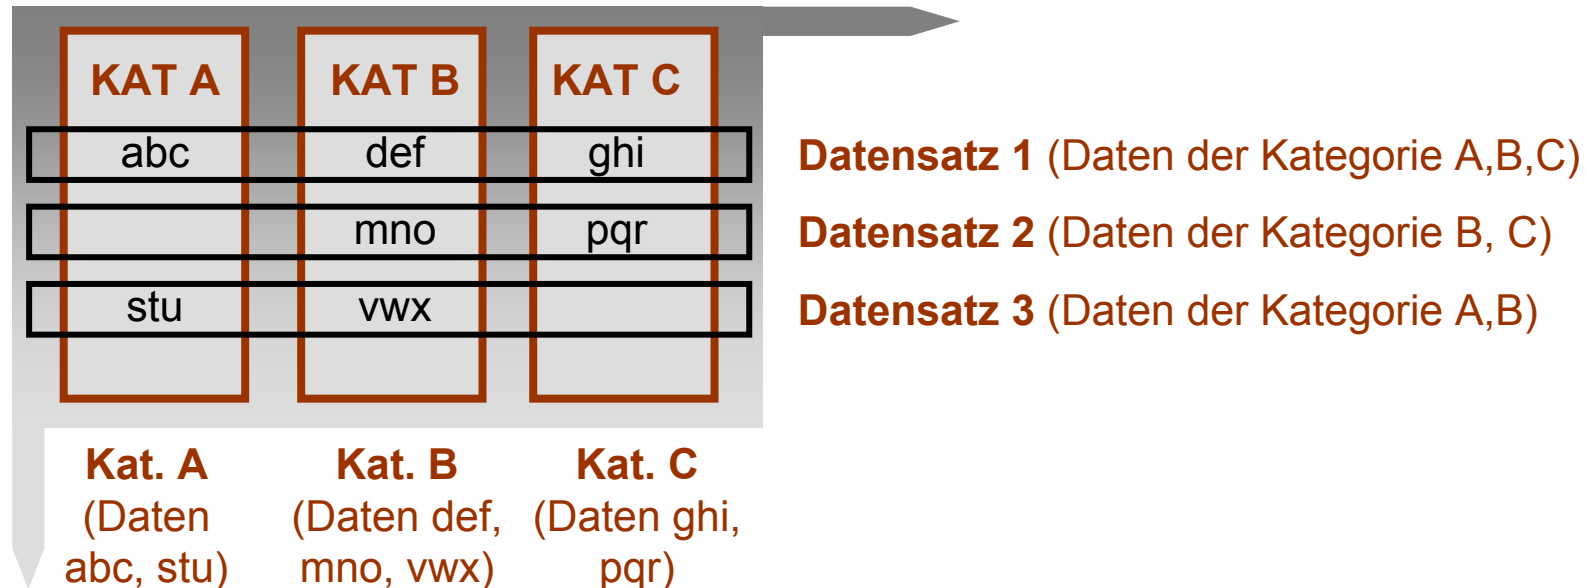 KAT A KAT B KAT C
abc def ghi
Datensatz 1 (Daten der Kategorie A,B,C)
mno pqr
Datensatz 2 (Daten der Kategorie B, C)
stu vwx
Datensatz 3 (Daten der Kategorie A,B)
Kat. A
(Daten
abc, stu)
Kat. B
(Daten def,
mno, vwx)
Kat. C
(Daten ghi,
pqr)